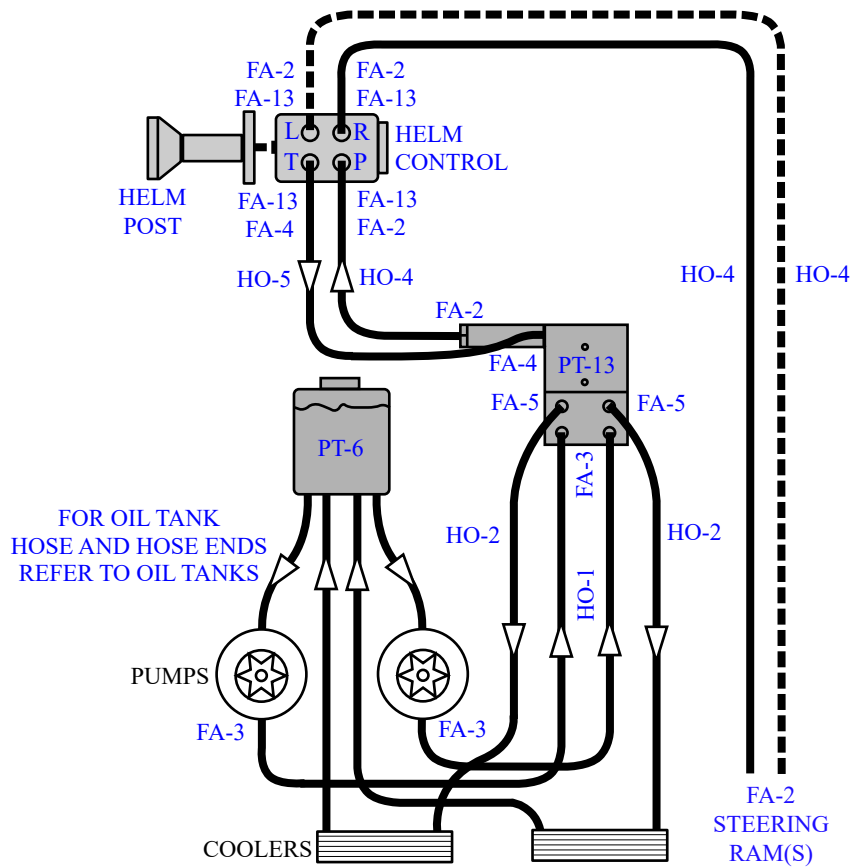 FA-2
FA-13
FA-2
FA-13
L
R
T
P
HELM
CONTROL
HELM
POST
FA-13
FA-4
FA-13
FA-2
HO-5
HO-4
HO-4
HO-4
FA-2
FA-4
PT-13
FA-5
FA-5
PT-6
FA-3
FOR OIL TANK
HOSE AND HOSE ENDS
REFER TO OIL TANKS
HO-2
HO-2
HO-1
PUMPS
FA-3
FA-3
COOLERS
FA-2
STEERING
RAM(S)